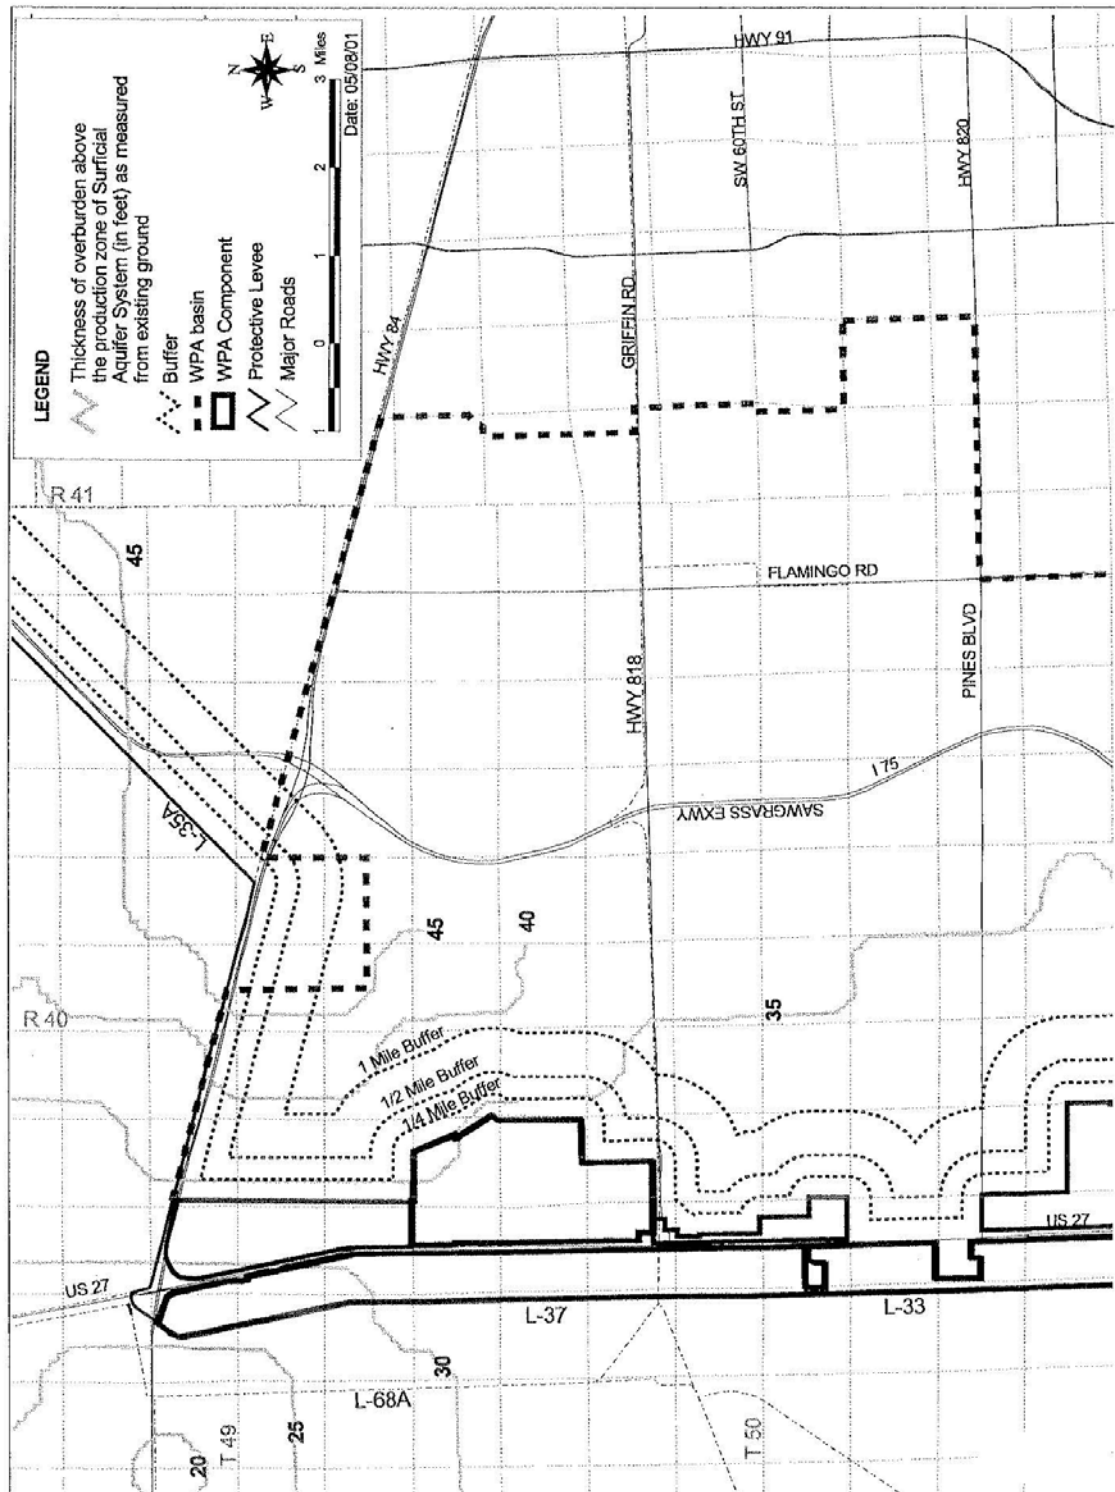 LEGEND
Thickness of overburden above
the production zone of Surficial
Aquifer System (in feet) as measured
from existing ground
Buffer
WPA basin
WPA Component
Protective Levee
Major Roads
N
E
S
W
1 0 1 2 3 Miles
Date: 05/08/01
HWY 91
HWY 84
GRIFFIN RD
SW 60TH ST
HWY 820
R 41
45
FLAMINGO RD
HWY 818
PINES BLVD
I 75
SAWGRASS EXWY
L-35A
45
40
35
R 40
1 Mile Buffer
1/2 Mile Buffer
1/4 Mile Buffer
US 27
US 27
L-37
L-33
30
L-68A
25
20
T 49
T 50